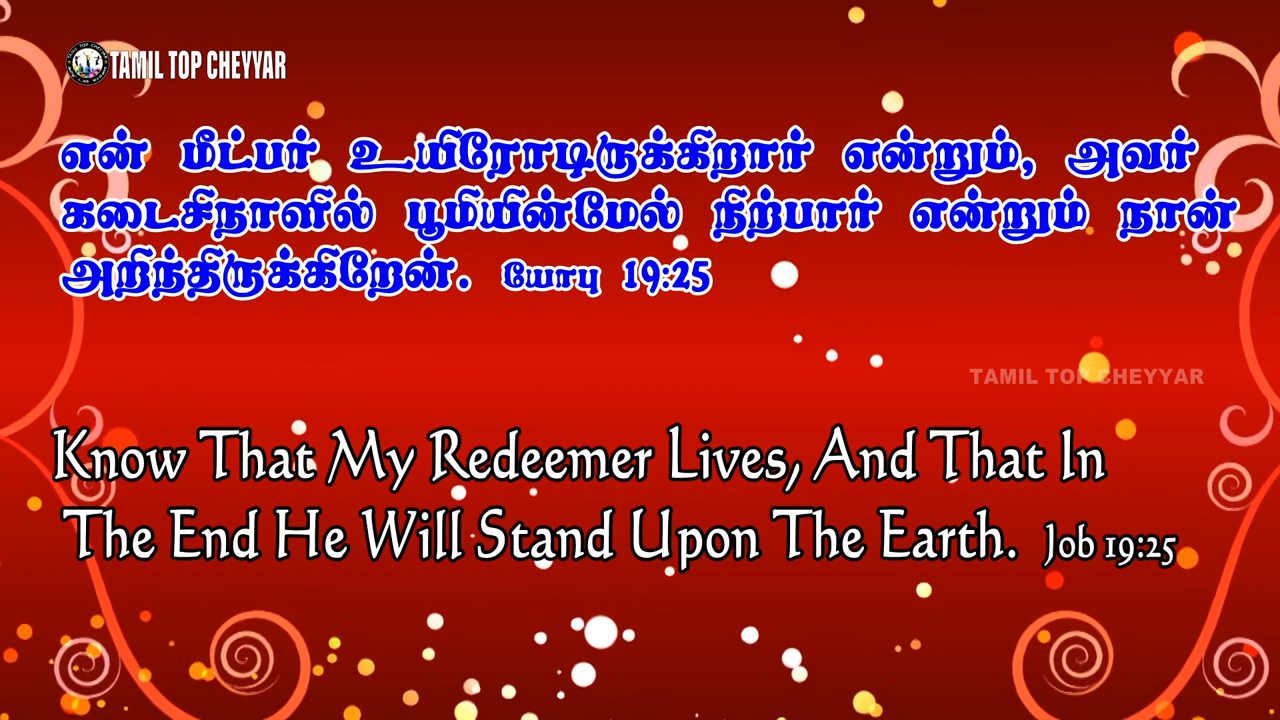 TAMIL TOP CHEYYAR
என் மீட்பர் உயிரோடிருக்கிறார் என்றும், அவர்
கடைசிநாளில் பூமியின்மேல் நிற்பார் என்றும் நான்
அறிந்திருக்கிறேன். யோபு 19:25
TAMIL TOP CHEYYAR
Know That My Redeemer Lives, And That In
The End He Will Stand Upon The Earth. Job 19:25